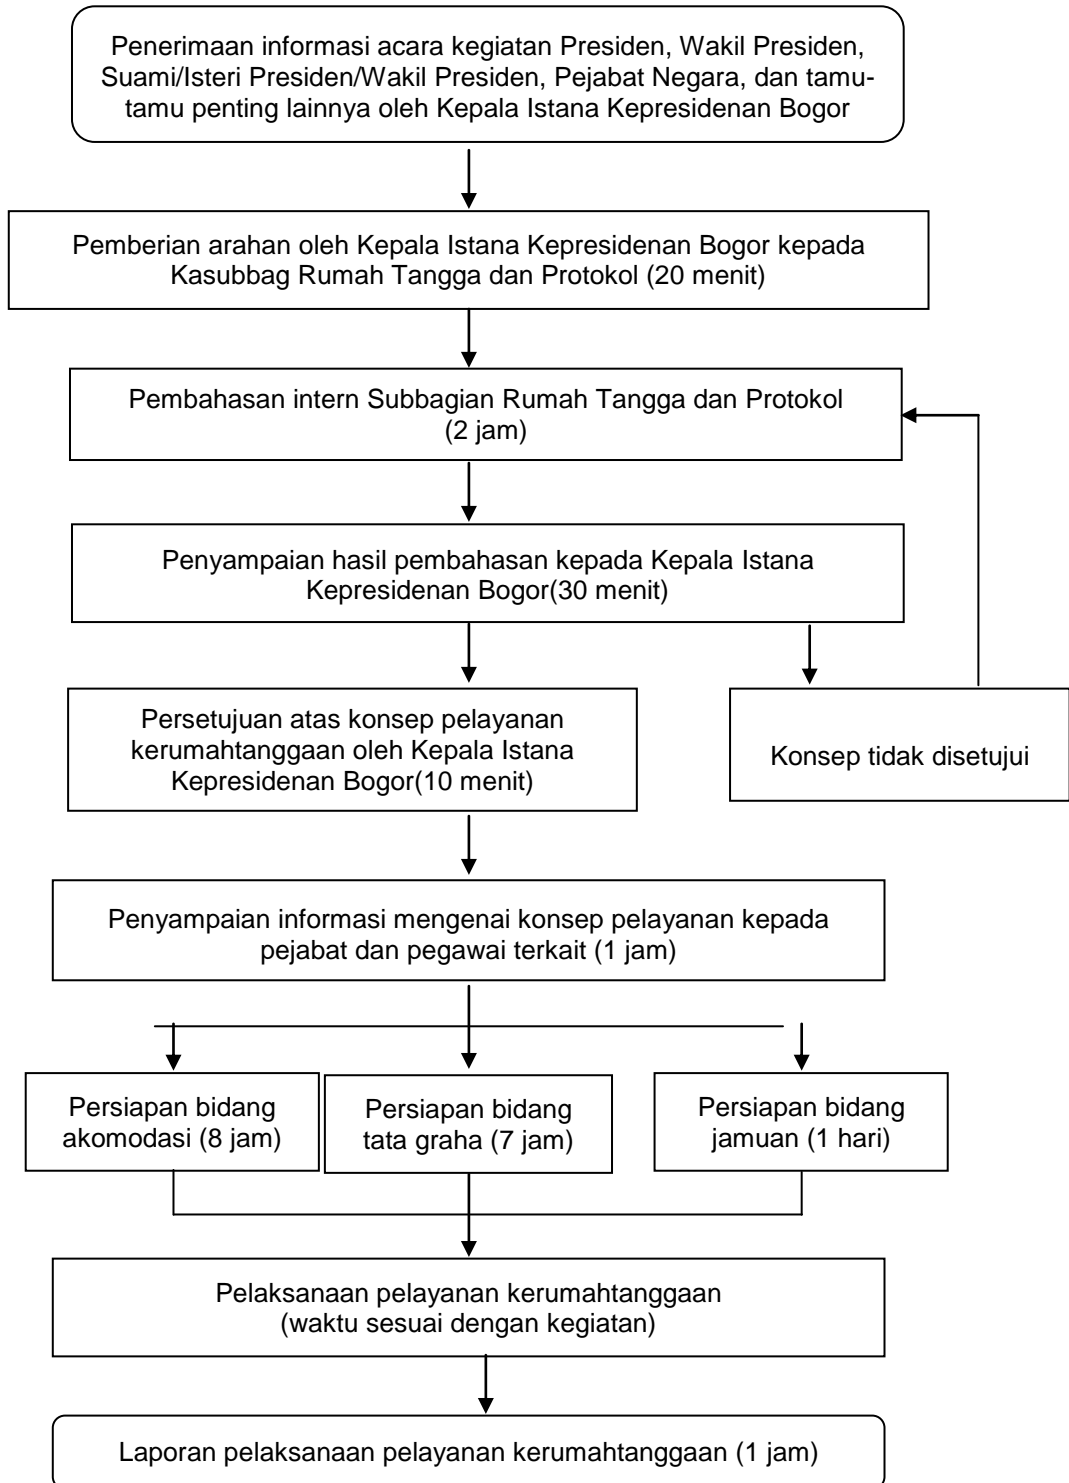 Penerimaan informasi acara kegiatan Presiden, Wakil Presiden,
Suami/Isteri Presiden/Wakil Presiden, Pejabat Negara, dan tamu-
tamu penting lainnya oleh Kepala Istana Kepresidenan Bogor
Pemberian arahan oleh Kepala Istana Kepresidenan Bogor kepada
Kasubbag Rumah Tangga dan Protokol (20 menit)
Pembahasan intern Subbagian Rumah Tangga dan Protokol
(2 jam)
Penyampaian hasil pembahasan kepada Kepala Istana
Kepresidenan Bogor(30 menit)
Persetujuan atas konsep pelayanan
kerumahtanggaan oleh Kepala Istana
Kepresidenan Bogor(10 menit)
Konsep tidak disetujui
Penyampaian informasi mengenai konsep pelayanan kepada
pejabat dan pegawai terkait (1 jam)
Persiapan bidang
akomodasi (8 jam)
Persiapan bidang
tata graha (7 jam)
Persiapan bidang
jamuan (1 hari)
Pelaksanaan pelayanan kerumahtanggaan
(waktu sesuai dengan kegiatan)
Laporan pelaksanaan pelayanan kerumahtanggaan (1 jam)